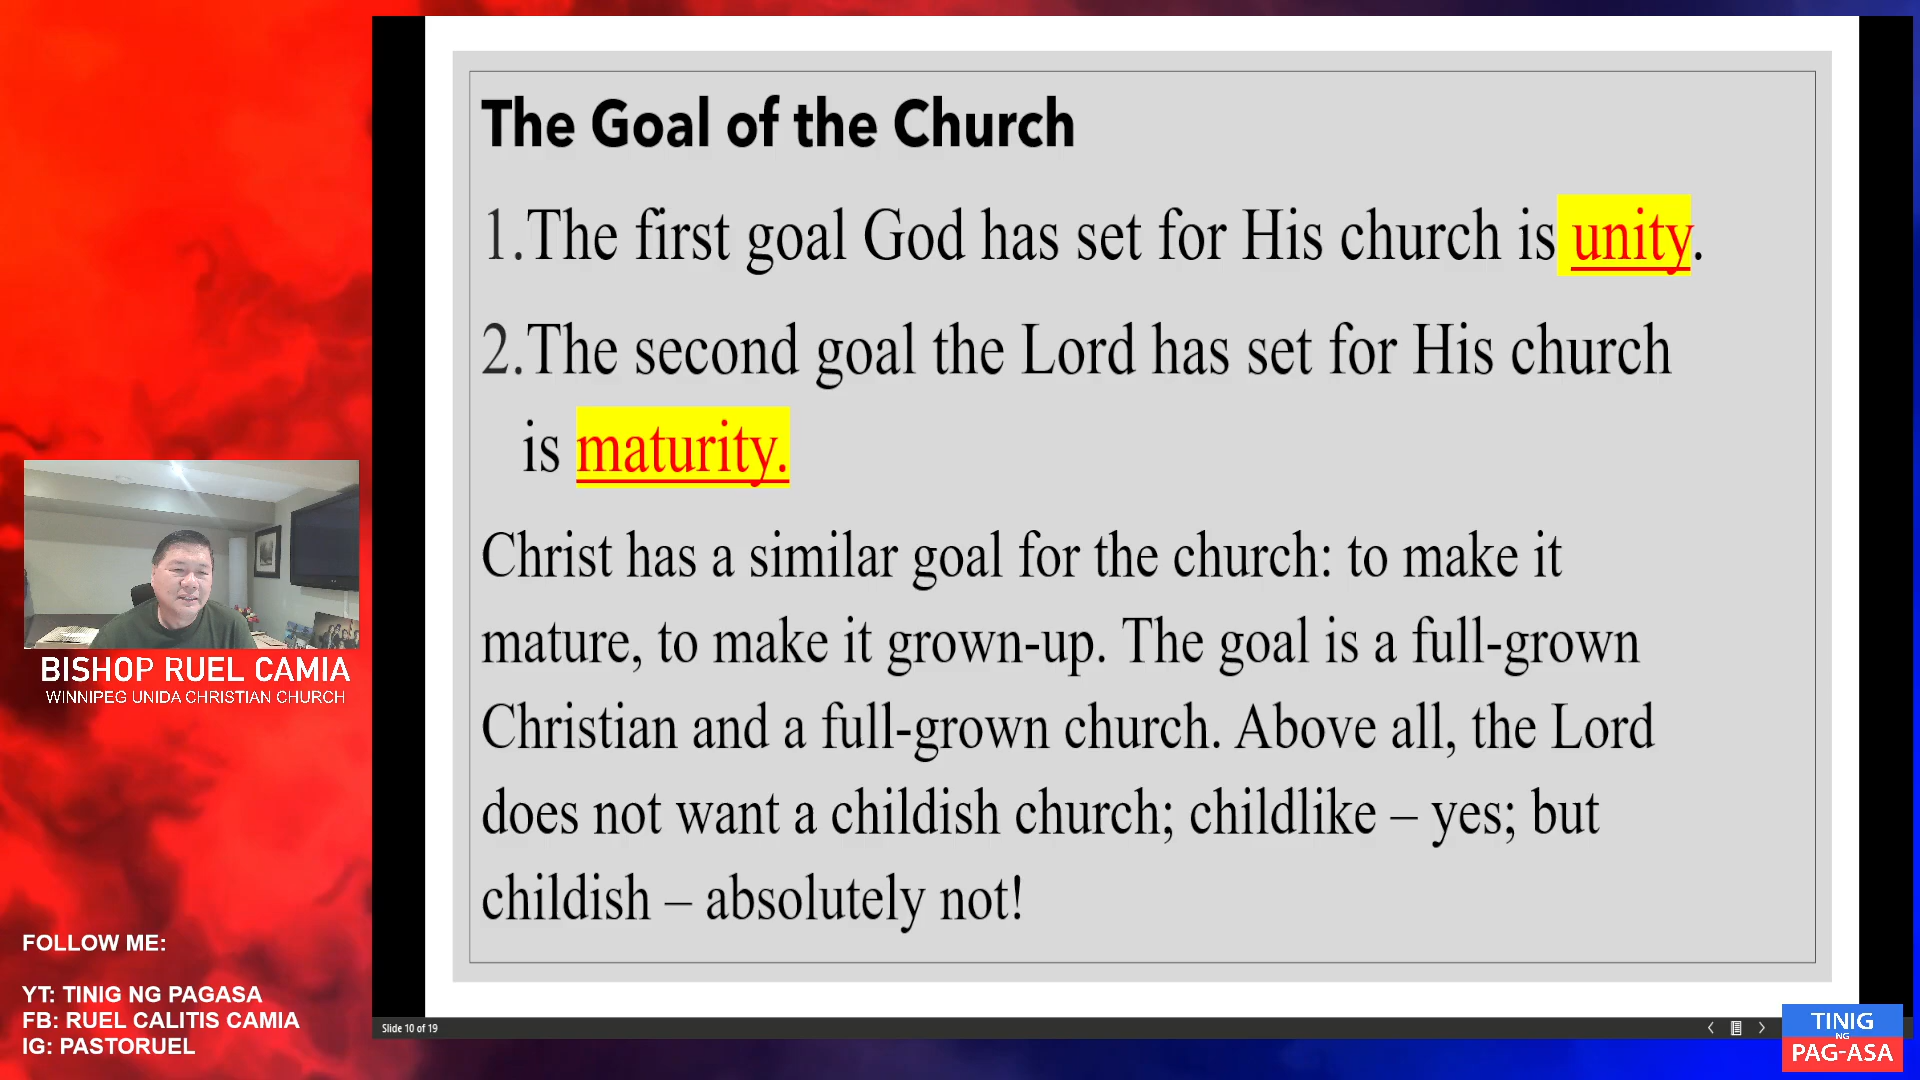 The Goal of the Church
1.The first goal God has set for His church is unity.
2.The second goal the Lord has set for His church
is maturity.
Christ has a similar goal for the church: to make it
mature, to make it grown-up. The goal is a full-grown
Christian and a full-grown church. Above all, the Lord
does not want a childish church; childlike – yes; but
childish – absolutely not!
BISHOP RUEL CAMIA
WINNIPEG UNIDA CHRISTIAN CHURCH
FOLLOW ME:
YT: TINIG NG PAGASA
FB: RUEL CALITIS CAMIA
IG: PASTORUEL
Slide 10 of 19
TINIG
NG
PAG-ASA